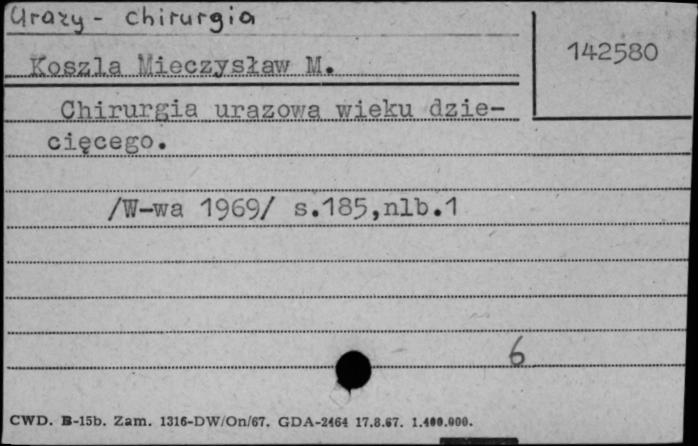 Urazy - chirurgia
142580
Koszla Mieczysław M.
Chirurgia urazowa wieku dzie-
cięcego.
/W-wa 1969/ s.185,nlb.1
6
CWD. B-15b. Zam. 1316-DW/On/67. GDA-2464 17.8.67. 1.400.000.